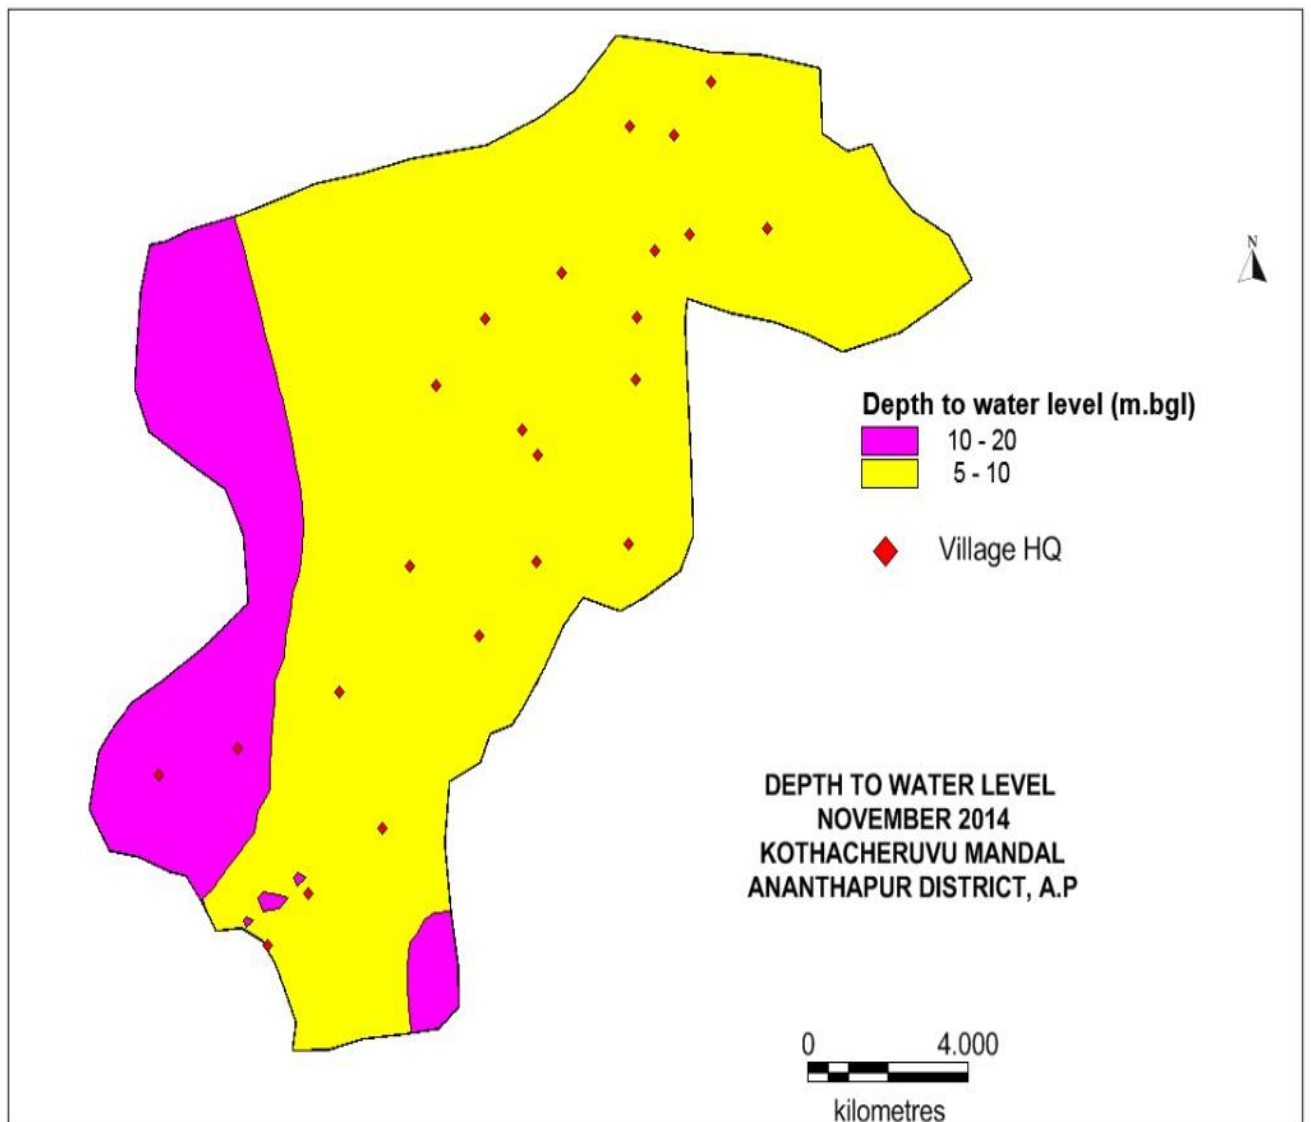 N
Depth to water level (m.bgl)
10 - 20
5 - 10
Village HQ
DEPTH TO WATER LEVEL
NOVEMBER 2014
KOTHACHERUVU MANDAL
ANANTHAPUR DISTRICT, A.P
0 4.000
kilometres